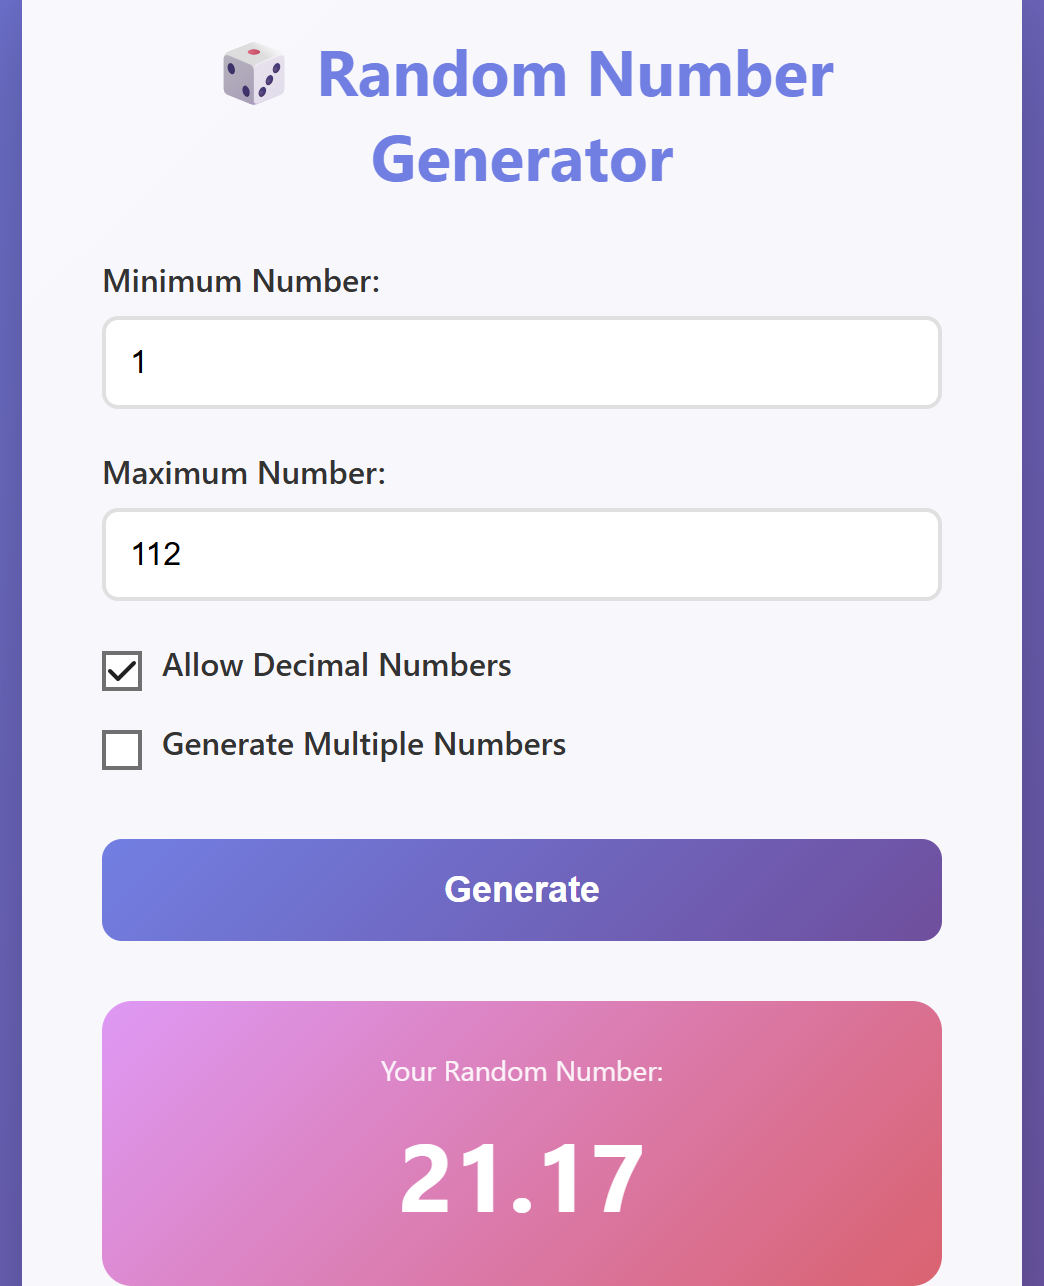 Random Number
Generator
Minimum Number:
1
Maximum Number:
112
Allow Decimal Numbers
Generate Multiple Numbers
Generate
Your Random Number:
21.17